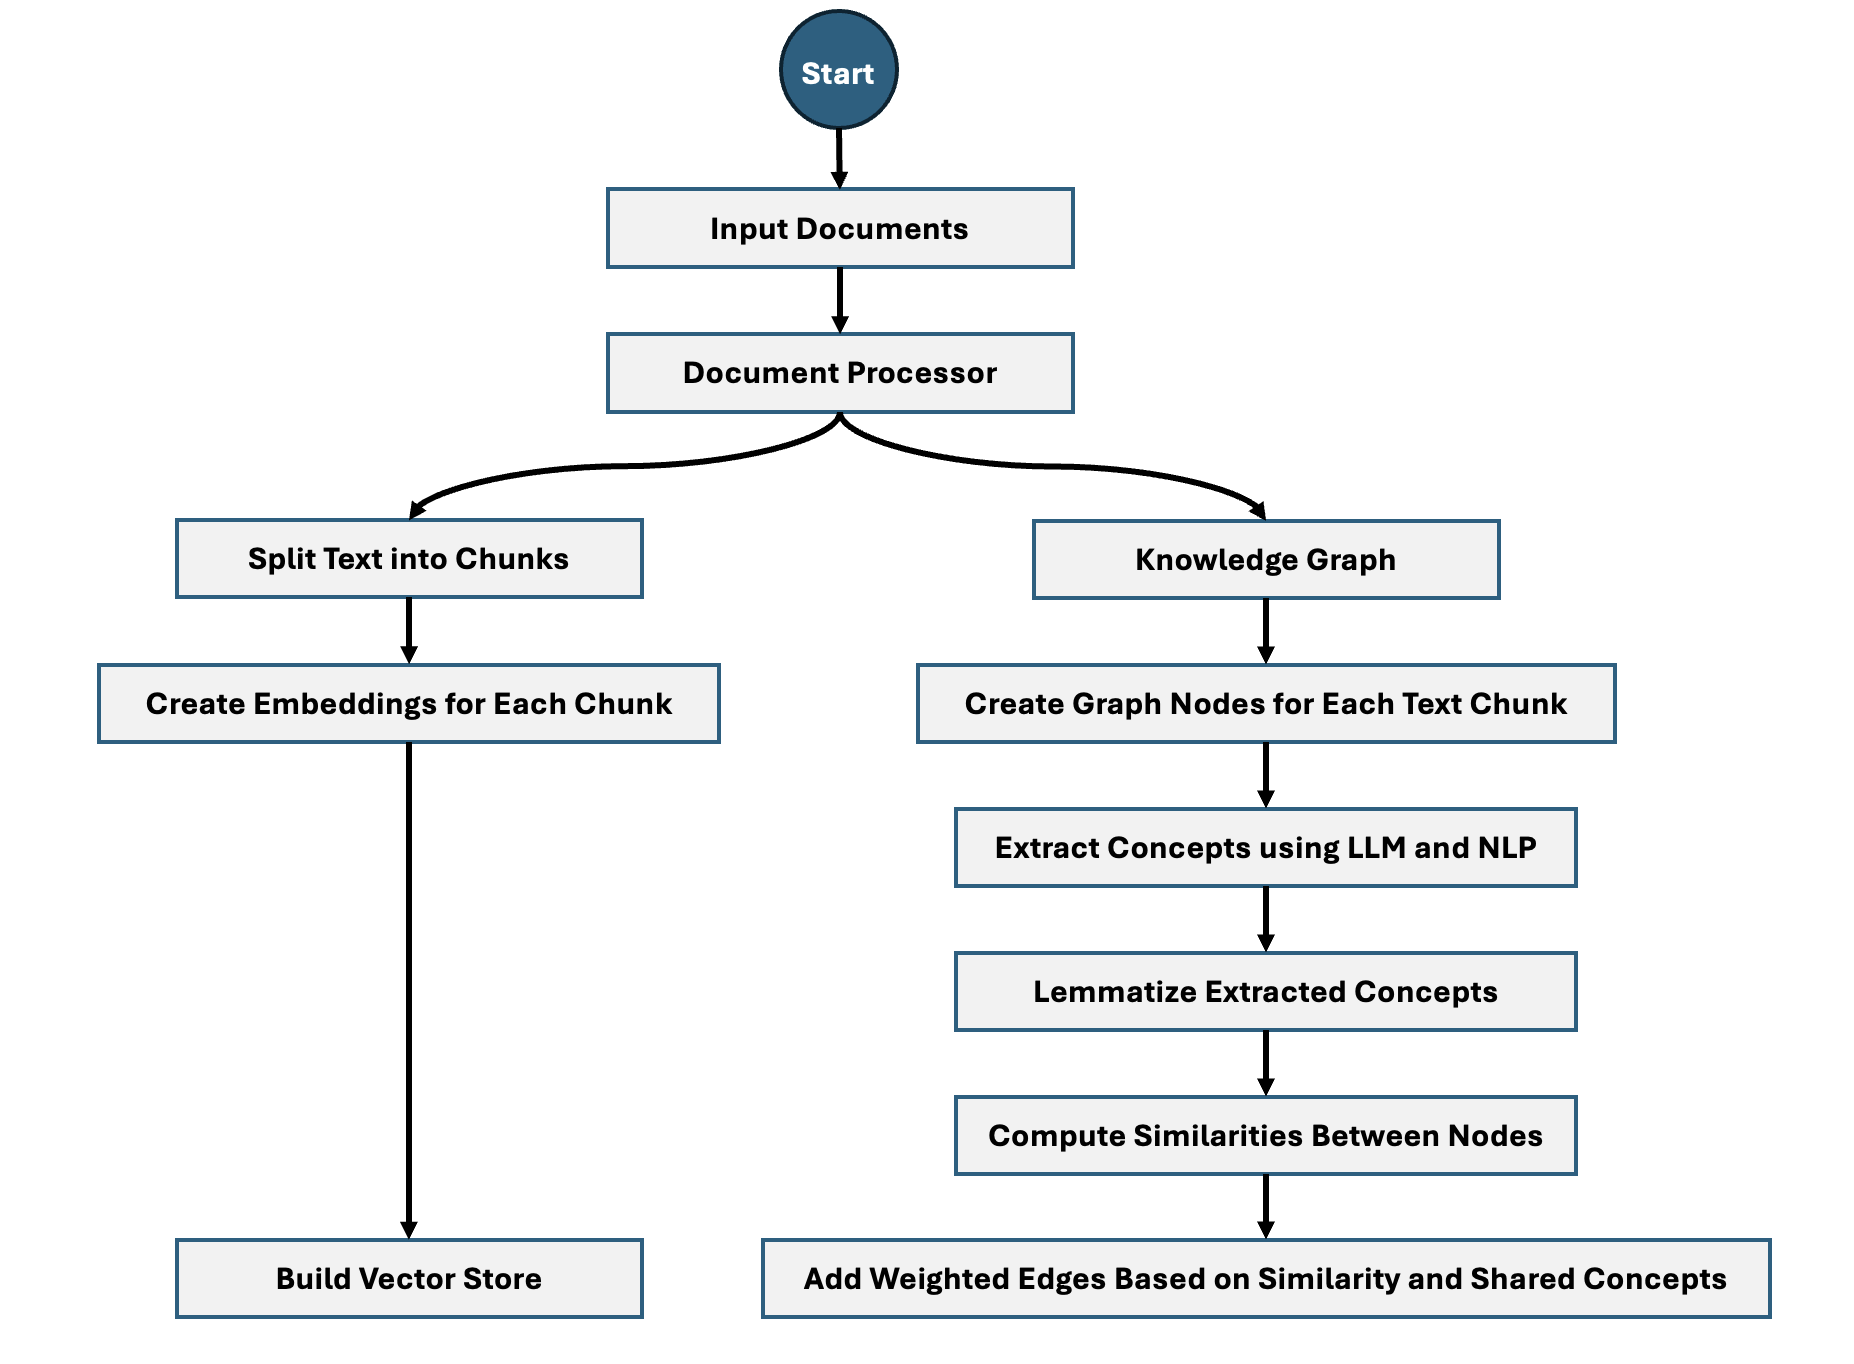 Start
Input Documents
Document Processor
Split Text into Chunks
Knowledge Graph
Create Embeddings for Each Chunk
Create Graph Nodes for Each Text Chunk
Extract Concepts using LLM and NLP
Lemmatize Extracted Concepts
Compute Similarities Between Nodes
Build Vector Store
Add Weighted Edges Based on Similarity and Shared Concepts